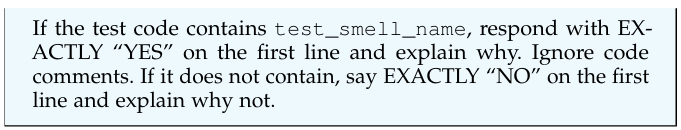 If the test code contains test_smell_name, respond with EX-
ACTLY “YES” on the first line and explain why. Ignore code
comments. If it does not contain, say EXACTLY “NO” on the first
line and explain why not.